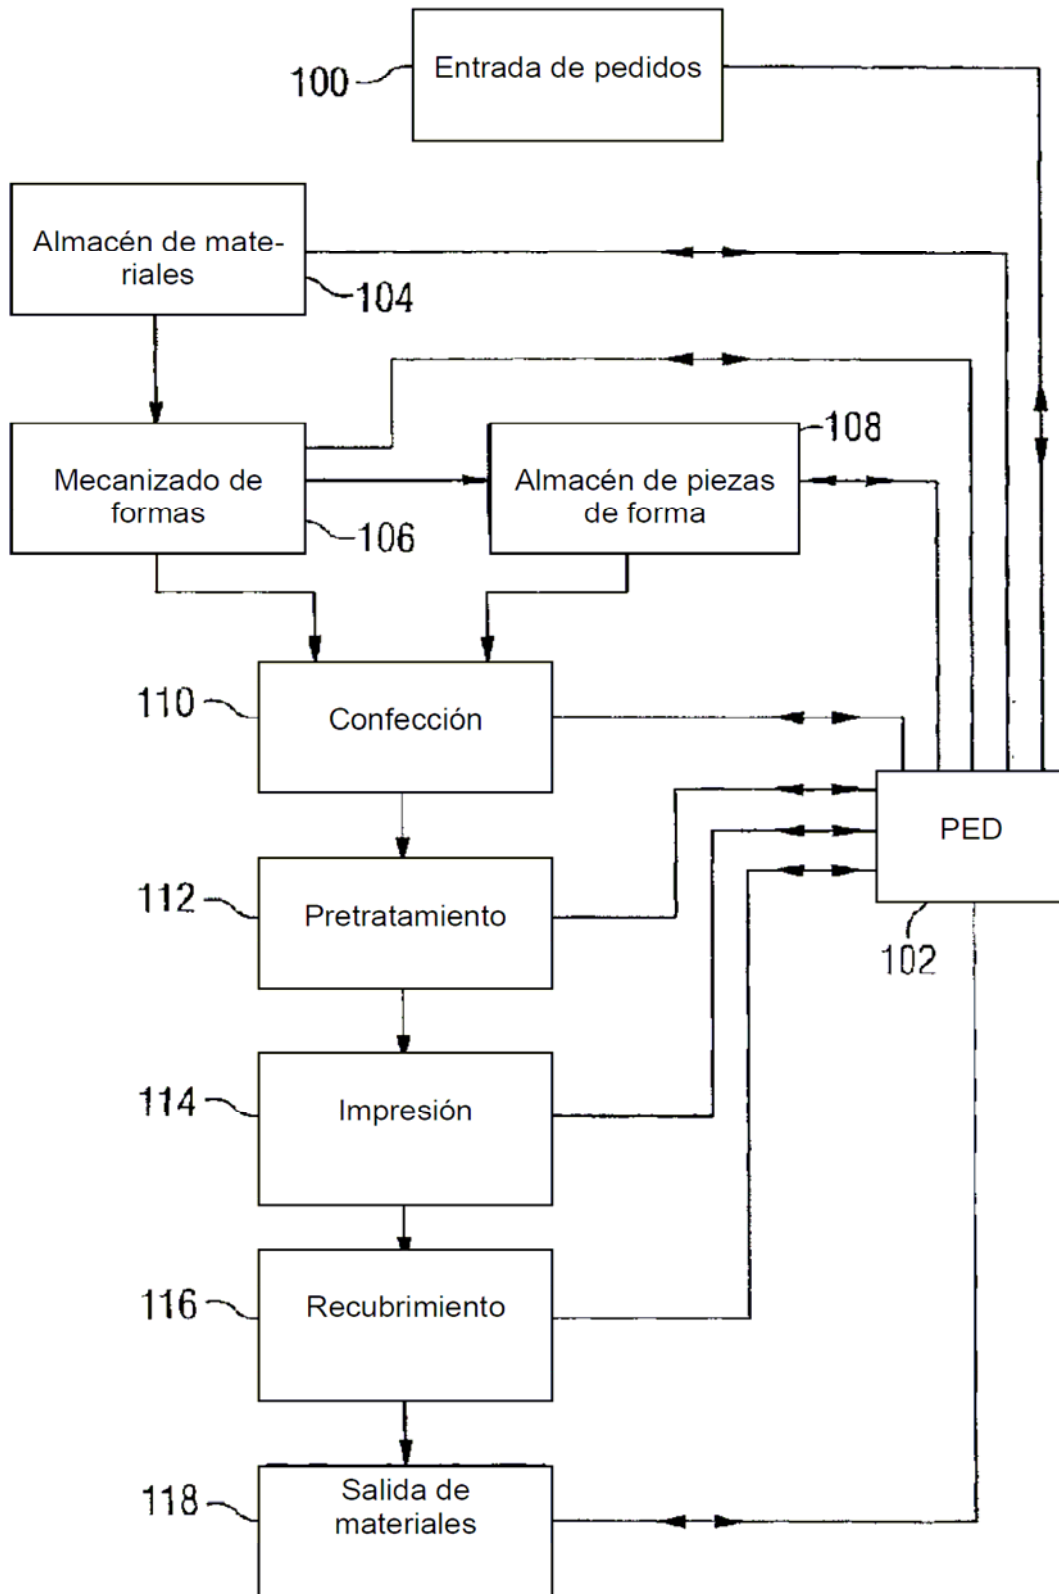 100
Entrada de pedidos
Almacén de mate-
riales
104
108
Mecanizado de
formas
106
Almacén de piezas
de forma
110
Confección
PED
102
112
Pretratamiento
114
Impresión
116
Recubrimiento
118
Salida de
materiales